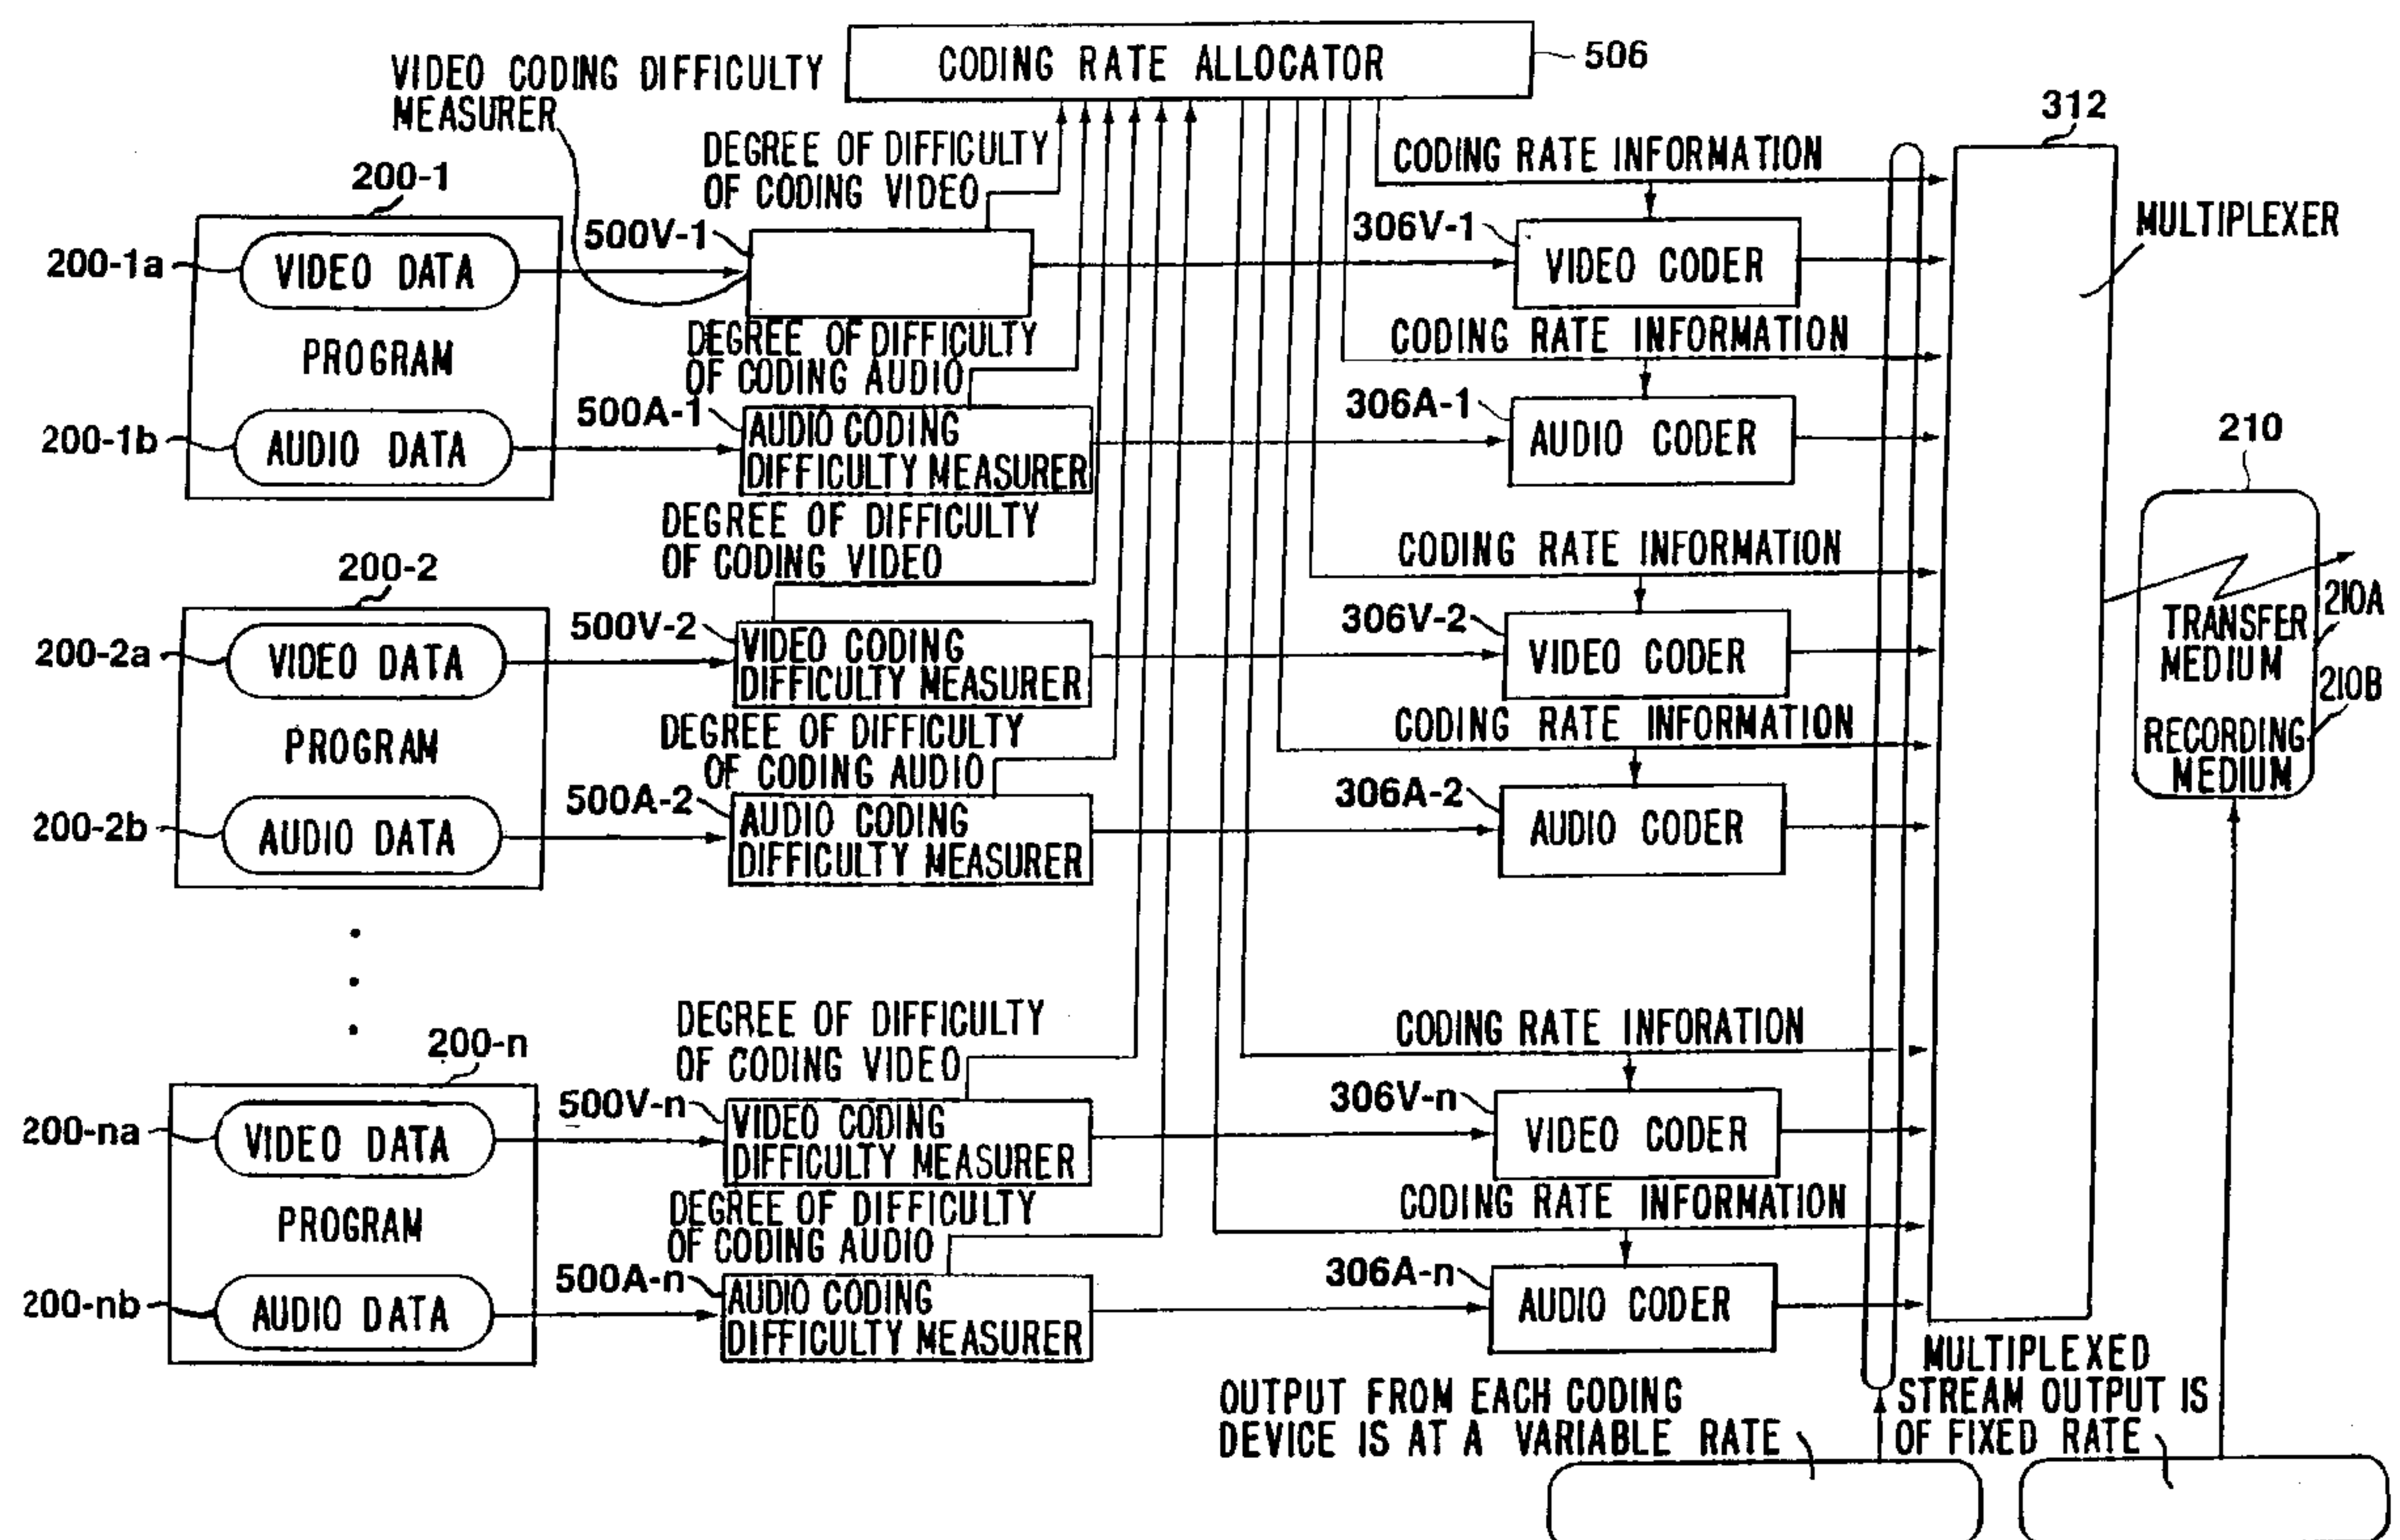 CODING RATE ALLOCATOR
506
VIDEO CODING DIFFICULTY
MEASURER
312
DEGREE OF DIFFICULTY
OF CODING VIDEO
CODING RATE INFORMATION
200-1
500V-1
306V-1
MULTIPLEXER
200-1a
VIDEO DATA
VIDEO CODER
PROGRAM
DEGREE OF DIFFICULTY
OF CODING AUDIO
CODING RATE INFORMATION
500A-1
306A-1
200-1b
AUDIO DATA
AUDIO CODING
DIFFICULTY MEASURER
AUDIO CODER
210
DEGREE OF DIFFICULTY
OF CODING VIDEO
CODING RATE INFORMATION
200-2
500V-2
306V-2
TRANSFER
MEDIUM
210A
200-2a
VIDEO DATA
VIDEO CODING
DIFFICULTY MEASURER
VIDEO CODER
210B
RECORDING
MEDIUM
PROGRAM
DEGREE OF DIFFICULTY
OF CODING AUDIO
CODING RATE INFORMATION
500A-2
306A-2
200-2b
AUDIO DATA
AUDIO CODING
DIFFICULTY MEASURER
AUDIO CODER
DEGREE OF DIFFICULTY
OF CODING VIDEO
CODING RATE INFORATION
200-n
500V-n
306V-n
200-na
VIDEO DATA
VIDEO CODING
DIFFICULTY MEASURER
VIDEO CODER
PROGRAM
DEGREE OF DIFFICULTY
OF CODING AUDIO
CODING RATE INFORMATION
500A-n
306A-n
200-nb
AUDIO DATA
AUDIO CODING
DIFFICULTY MEASURER
AUDIO CODER
OUTPUT FROM EACH CODING
DEVICE IS AT A VARIABLE RATE
MULTIPLEXED
STREAM OUTPUT IS
OF FIXED RATE